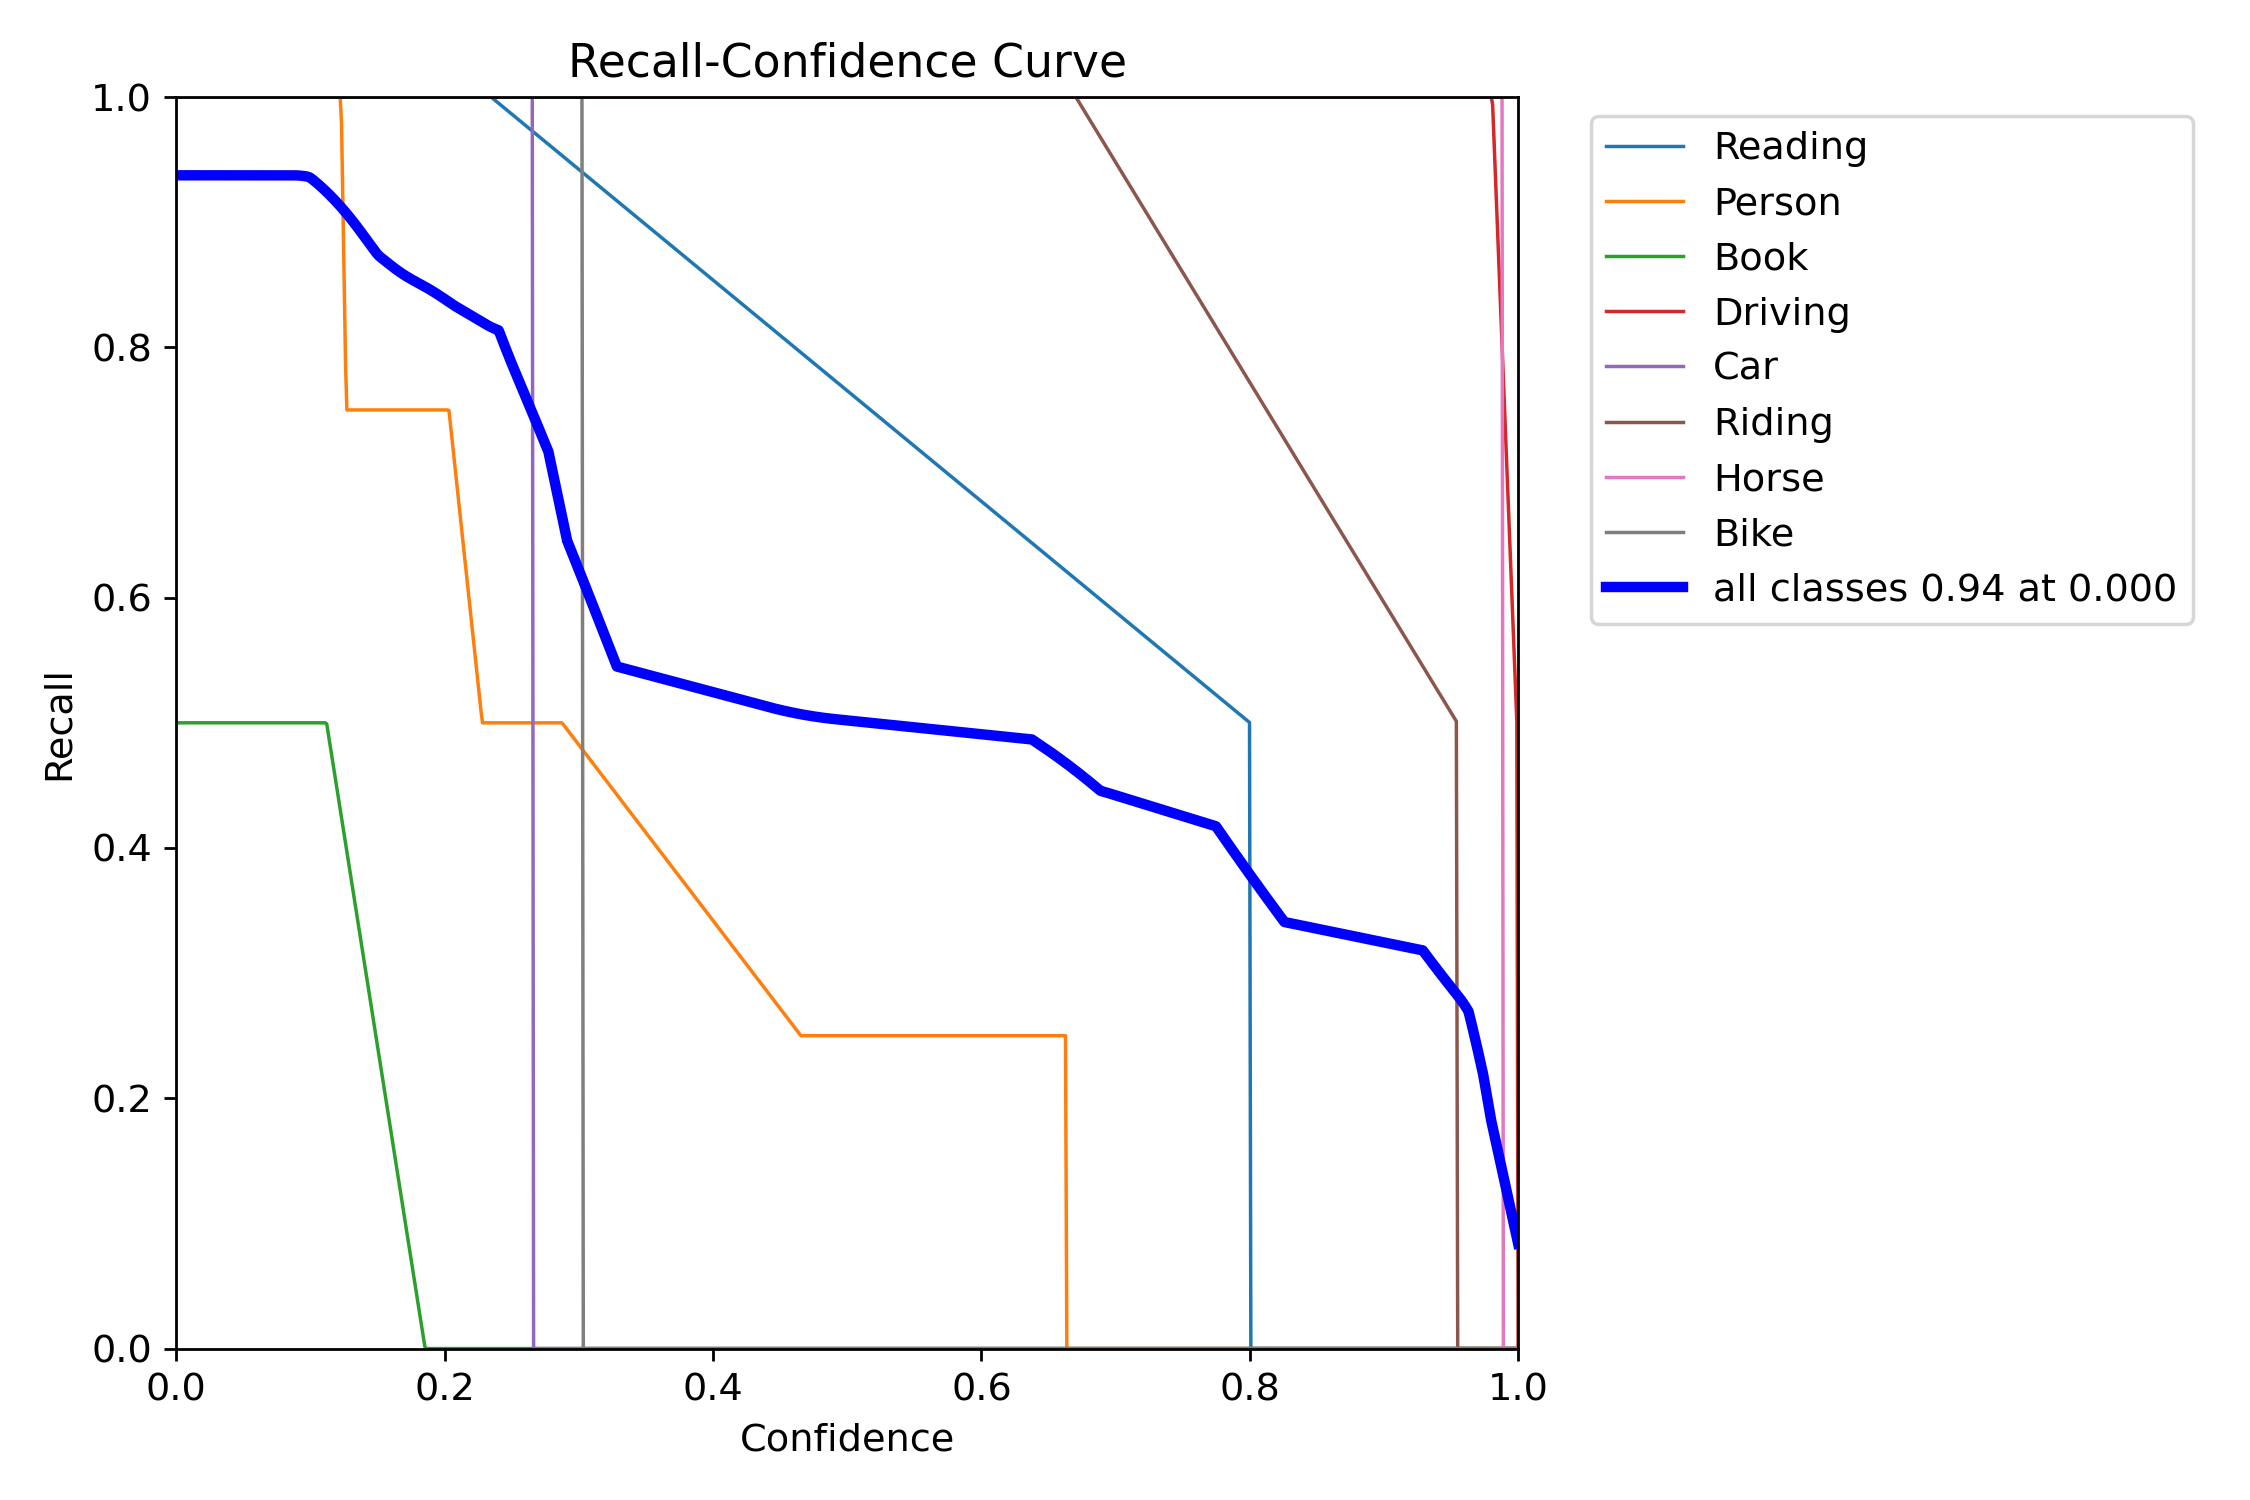 Recall-Confidence Curve
1.0
0.8
0.6
0.4
0.2
0.0
Recall
0.0 0.2 0.4 0.6 0.8 1.0
Confidence
Reading
Person
Book
Driving
Car
Riding
Horse
Bike
all classes 0.94 at 0.000